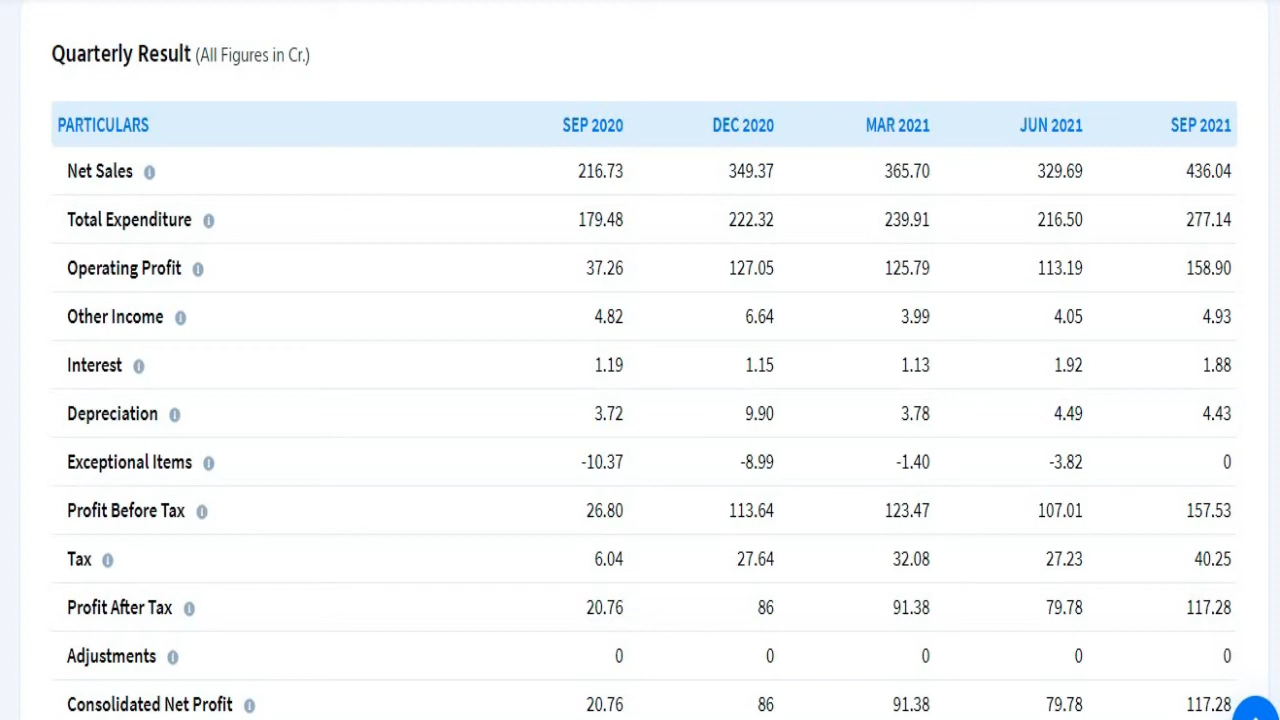 Quarterly Result (All Figures in Cr.)
PARTICULARS SEP 2020 DEC 2020 MAR 2021 JUN 2021 SEP 2021
Net Sales 216.73 349.37 365.70 329.69 436.04
Total Expenditure 179.48 222.32 239.91 216.50 277.14
Operating Profit 37.26 127.05 125.79 113.19 158.90
Other Income 4.82 6.64 3.99 4.05 4.93
Interest 1.19 1.15 1.13 1.92 1.88
Depreciation 3.72 9.90 3.78 4.49 4.43
Exceptional Items -10.37 -8.99 -1.40 -3.82 0
Profit Before Tax 26.80 113.64 123.47 107.01 157.53
Tax 6.04 27.64 32.08 27.23 40.25
Profit After Tax 20.76 86 91.38 79.78 117.28
Adjustments 0 0 0 0 0
Consolidated Net Profit 20.76 86 91.38 79.78 117.28